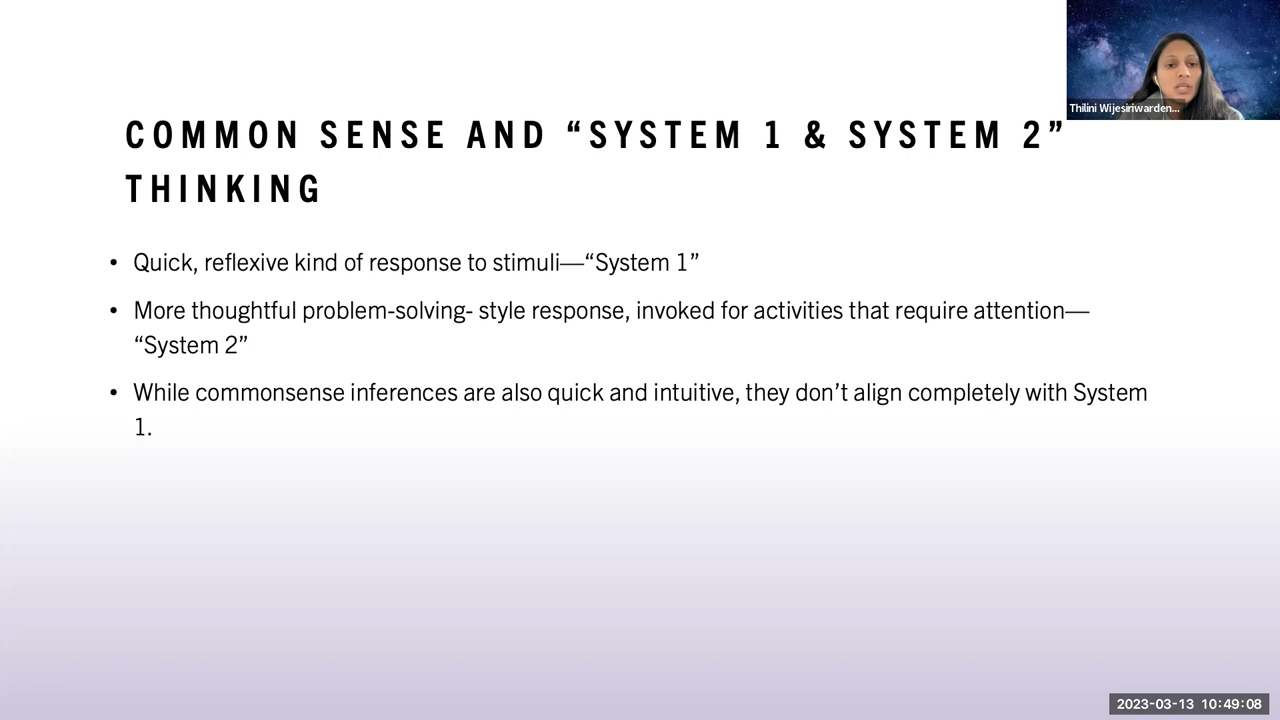 COMMON SENSE AND “SYSTEM 1 & SYSTEM 2”
THINKING
• Quick, reflexive kind of response to stimuli—“System 1”
• More thoughtful problem-solving- style response, invoked for activities that require attention—
“System 2”
• While commonsense inferences are also quick and intuitive, they don’t align completely with System
1.
Thilini Wijesiriwarden...
2023-03-13 10:49:08